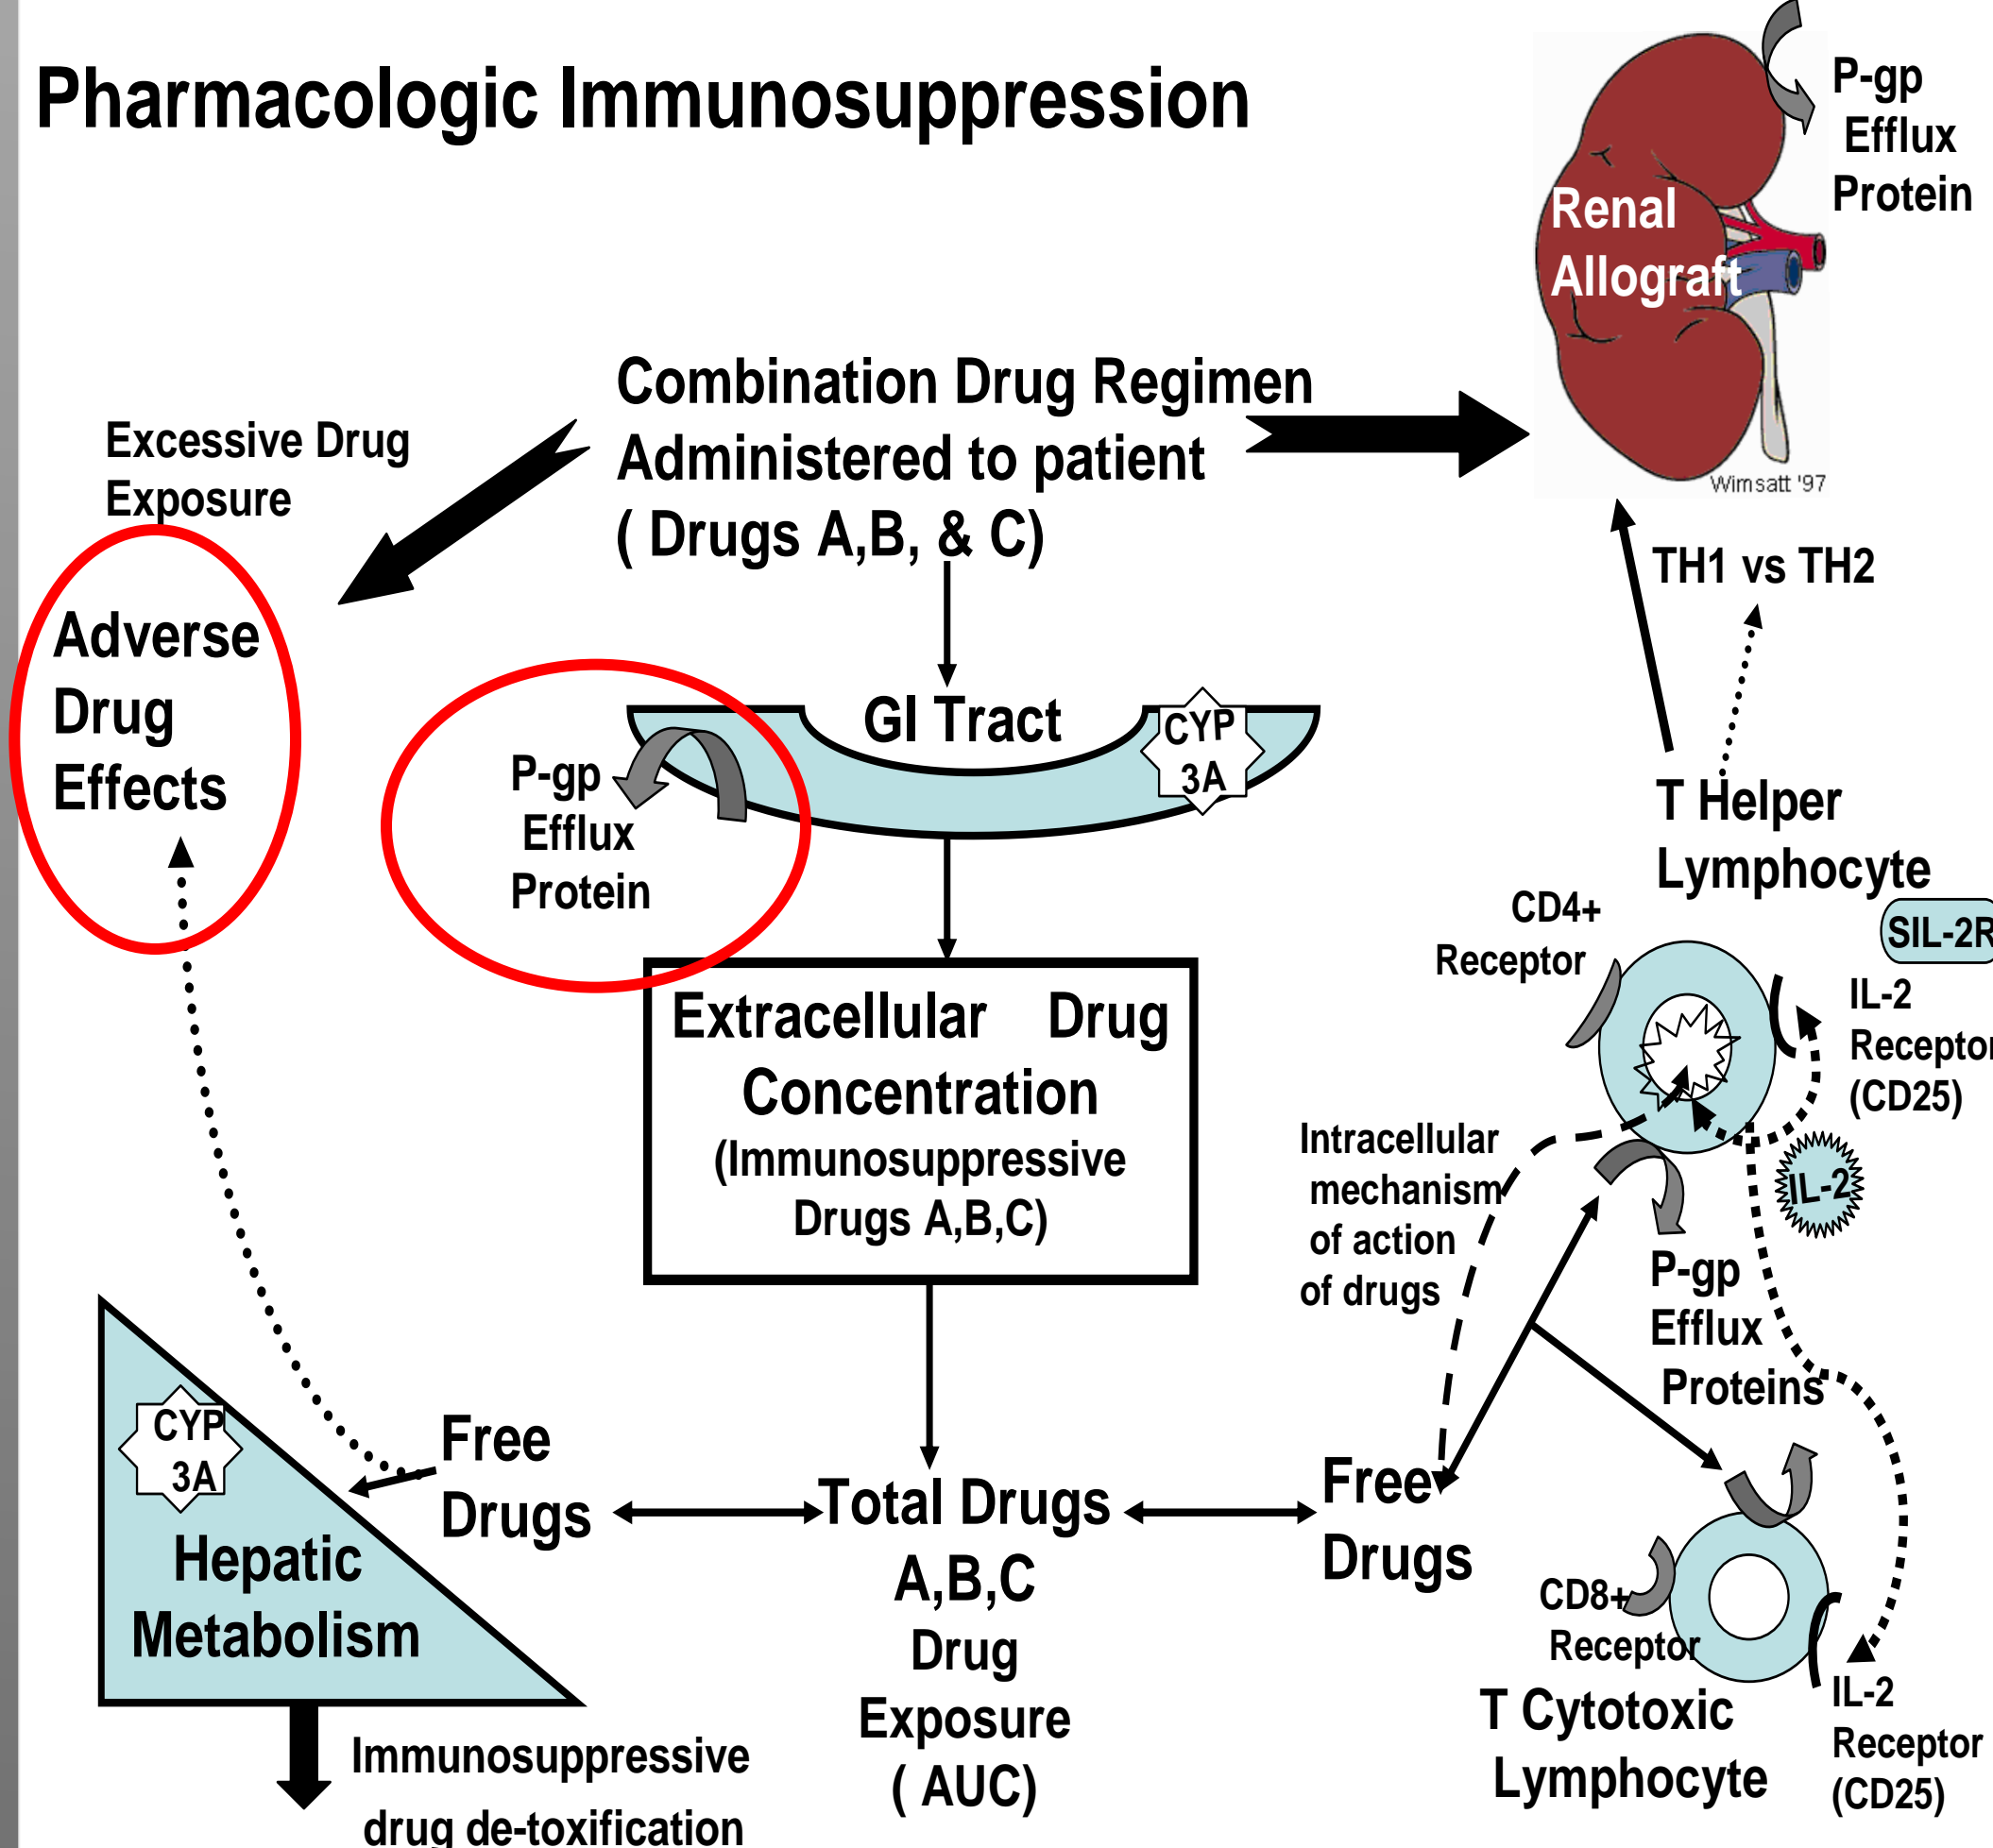 Pharmacologic Immunosuppression
P-gp
Efflux
Protein
Renal
Allograft
Wimsatt '97
Combination Drug Regimen
Administered to patient
( Drugs A,B, & C)
Excessive Drug
Exposure
Adverse
Drug
Effects
TH1 vs TH2
GI Tract
CYP
3A
P-gp
Efflux
Protein
T Helper
Lymphocyte
CD4+
Receptor
SIL-2R
IL-2
Receptor
(CD25)
IL-2
Extracellular Drug
Concentration
(Immunosuppressive
Drugs A,B,C)
Intracellular
mechanism
of action
of drugs
P-gp
Efflux
Proteins
CYP
3A
Hepatic
Metabolism
Free
Drugs
Total Drugs
A,B,C
Drug
Exposure
( AUC)
Free
Drugs
CD8+
Receptor
T Cytotoxic
Lymphocyte
IL-2
Receptor
(CD25)
Immunosuppressive
drug de-toxification